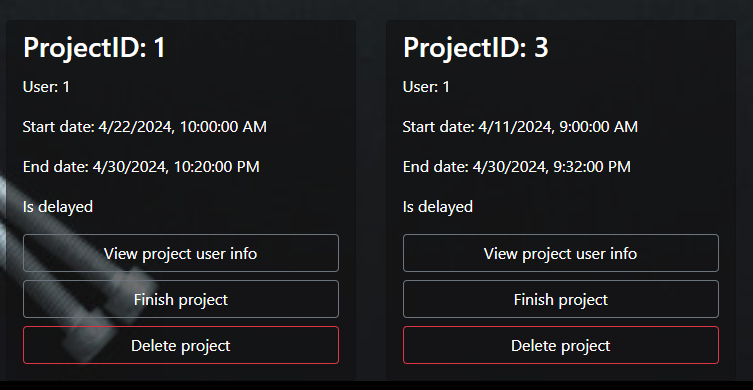 ProjectID: 1
User: 1
Start date: 4/22/2024, 10:00:00 AM
End date: 4/30/2024, 10:20:00 PM
Is delayed
View project user info
Finish project
Delete project
ProjectID: 3
User: 1
Start date: 4/11/2024, 9:00:00 AM
End date: 4/30/2024, 9:32:00 PM
Is delayed
View project user info
Finish project
Delete project